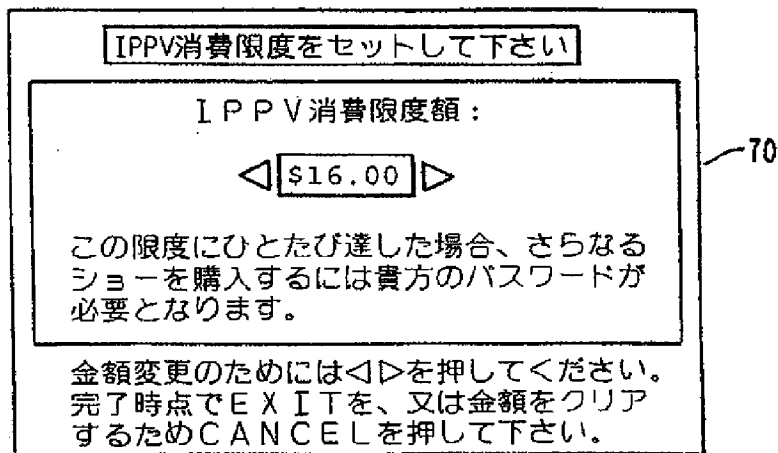 IPPV消費限度をセットして下さい
ＩＰＰＶ消費限度額：
◁ $16.00 ▷
70
この限度にひとたび達した場合、さらなる
ショーを購入するには貴方のパスワードが
必要となります。
金額変更のためには◁▷を押してください。
完了時点でＥＸＩＴを、又は金額をクリア
するためＣＡＮＣＥＬを押して下さい。